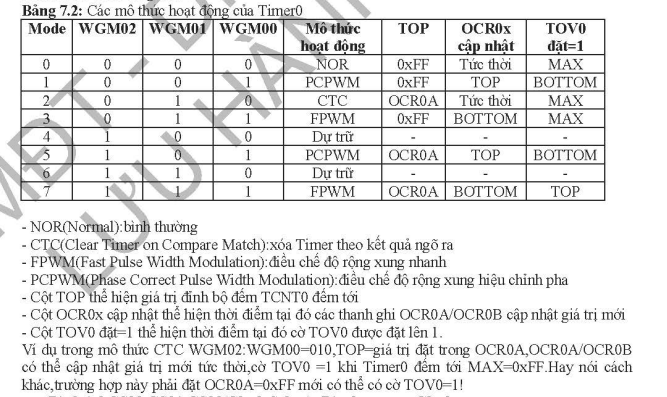 Bảng 7.2: Các mô thức hoạt động của Timer0
Mode WGM02 WGM01 WGM00 Mô thức hoạt động TOP OCR0x cập nhật TOV0 đặt=1
0 0 0 0 NOR 0xFF Tức thời MAX
1 0 0 1 PCPWM 0xFF TOP BOTTOM
2 0 1 0 CTC OCR0A Tức thời MAX
3 0 1 1 FPWM 0xFF BOTTOM MAX
4 1 0 0 Dự trữ - - -
5 1 0 1 PCPWM OCR0A TOP BOTTOM
6 1 1 0 Dự trữ - - -
7 1 1 1 FPWM OCR0A BOTTOM TOP
- NOR(Normal):bình thường
- CTC(Clear Timer on Compare Match):xóa Timer theo kết quả ngõ ra
- FPWM(Fast Pulse Width Modulation):điều chế độ rộng xung nhanh
- PCPWM(Phase Correct Pulse Width Modulation):điều chế độ rộng xung hiệu chỉnh pha
- Cột TOP thể hiện giá trị đỉnh bộ đếm TCNT0 đếm tới
- Cột OCR0x cập nhật thể hiện thời điểm tại đó các thanh ghi OCR0A/OCR0B cập nhật giá trị mới
- Cột TOV0 đặt=1 thể hiện thời điểm tại đó cờ TOV0 được đặt lên 1.
Ví dụ trong mô thức CTC WGM02:WGM00=010,TOP=giá trị đặt trong OCR0A,OCR0A/OCR0B
có thể cập nhật giá trị mới tức thời,cờ TOV0 =1 khi Timer0 đếm tới MAX=0xFF.Hay nói cách
khác,trường hợp này phải đặt OCR0A=0xFF mới có thể có cờ TOV0=1!
LƯU HÀNH